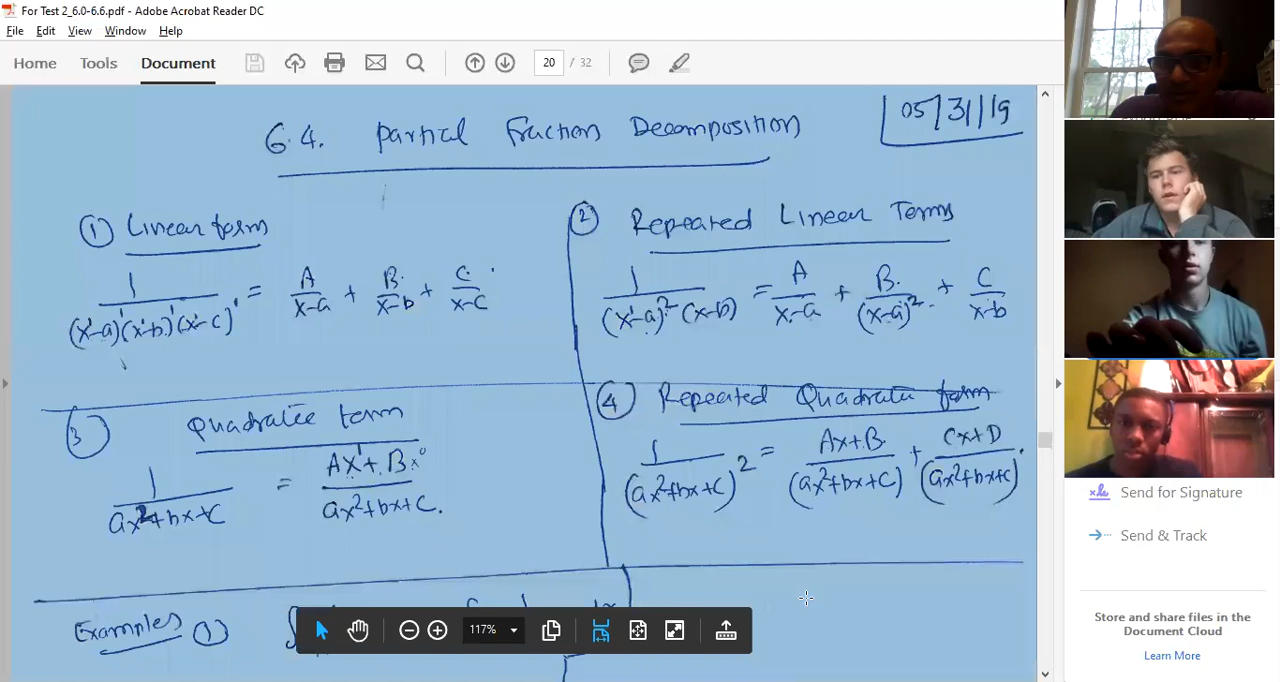 For Test 2_6.0-6.6.pdf - Adobe Acrobat Reader DC
File Edit View Window Help
Home Tools Document 20 / 32
05/31/19
6.4. Partial Fraction Decomposition
① Linear form
1/((x-a)'(x-b)'(x-c)') = A/(x-a) + B/(x-b) + C/(x-c)
② Repeated Linear Terms
1/((x-a)²(x-b)) = A/(x-a) + B/(x-a)² + C/(x-b)
3 Quadratic term
1/(ax²+bx+c) = (Ax'+Bx⁰)/(ax²+bx+c).
④ Repeated Quadratic form
1/(ax²+bx+c)² = (Ax+B)/(ax²+bx+c) + (Cx+D)/(ax²+bx+c).
Examples ①
117%
Send for Signature
Send & Track
Store and share files in the
Document Cloud
Learn More